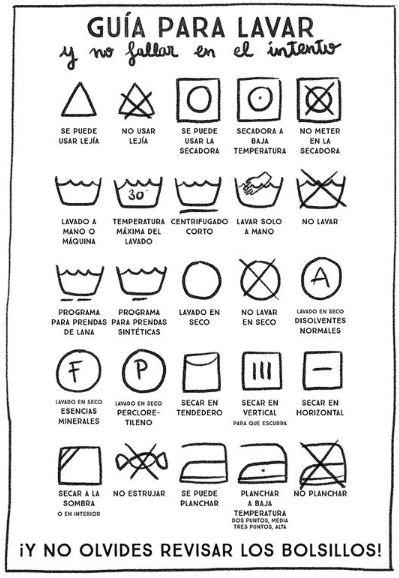 GUÍA PARA LAVAR
y no fallar en el intento
SE PUEDE USAR LEJÍA
NO USAR LEJÍA
SE PUEDE USAR LA SECADORA
SECADORA A BAJA TEMPERATURA
NO METER EN LA SECADORA
30°
LAVADO A MANO O MÁQUINA
TEMPERATURA MÁXIMA DEL LAVADO
CENTRIFUGADO CORTO
LAVAR SOLO A MANO
NO LAVAR
A
PROGRAMA PARA PRENDAS DE LANA
PROGRAMA PARA PRENDAS SINTÉTICAS
LAVADO EN SECO
NO LAVAR EN SECO
LAVADO EN SECO DISOLVENTES NORMALES
F
P
LAVADO EN SECO ESENCIAS MINERALES
LAVADO EN SECO PERCLORE-TILENO
SECAR EN TENDEDERO
SECAR EN VERTICAL PARA QUE ESCURRA
SECAR EN HORIZONTAL
SECAR A LA SOMBRA O EN INTERIOR
NO ESTRUJAR
SE PUEDE PLANCHAR
PLANCHAR A BAJA TEMPERATURA DOS PUNTOS, MEDIA TRES PUNTOS, ALTA
NO PLANCHAR
¡Y NO OLVIDES REVISAR LOS BOLSILLOS!